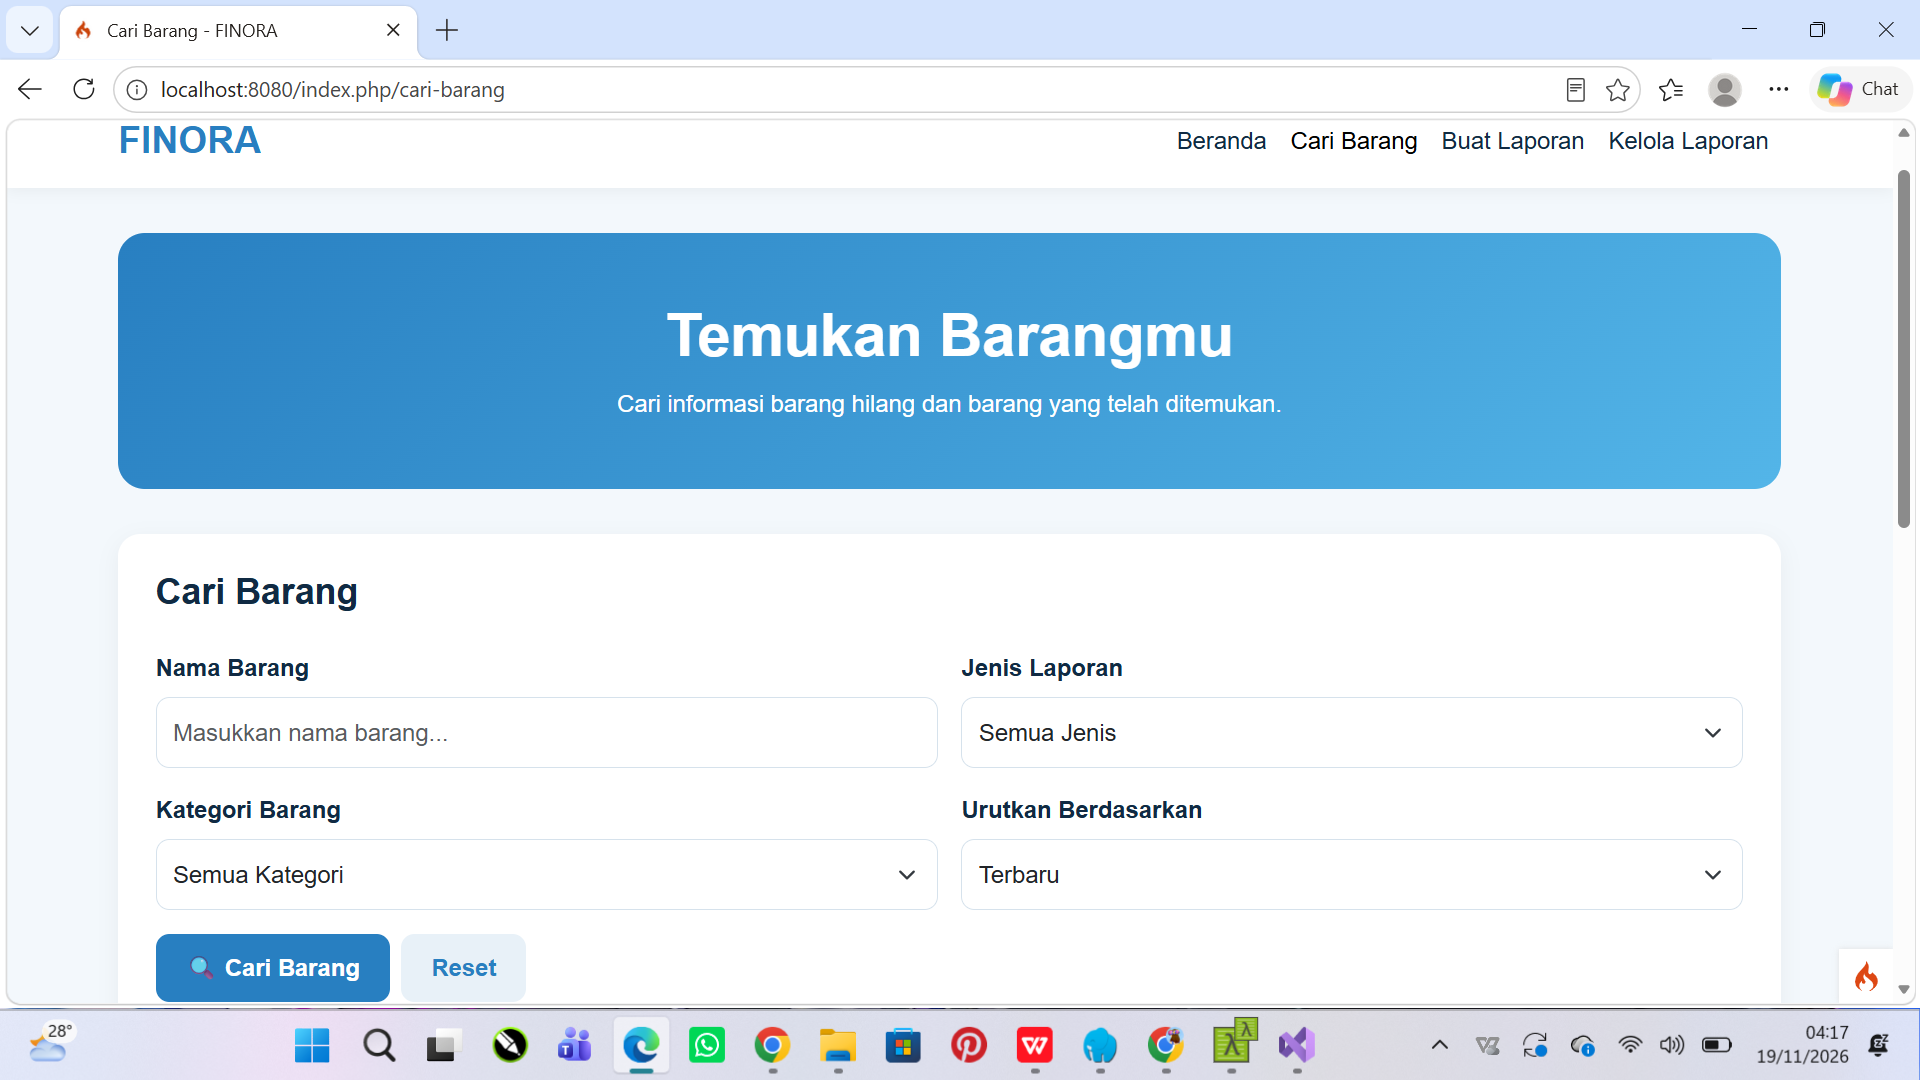 Cari Barang - FINORA
localhost:8080/index.php/cari-barang
Chat
FINORA
Beranda Cari Barang Buat Laporan Kelola Laporan
Temukan Barangmu
Cari informasi barang hilang dan barang yang telah ditemukan.
Cari Barang
Nama Barang
Masukkan nama barang...
Jenis Laporan
Semua Jenis
Kategori Barang
Semua Kategori
Urutkan Berdasarkan
Terbaru
Cari Barang
Reset
28°
04:17
19/11/2026